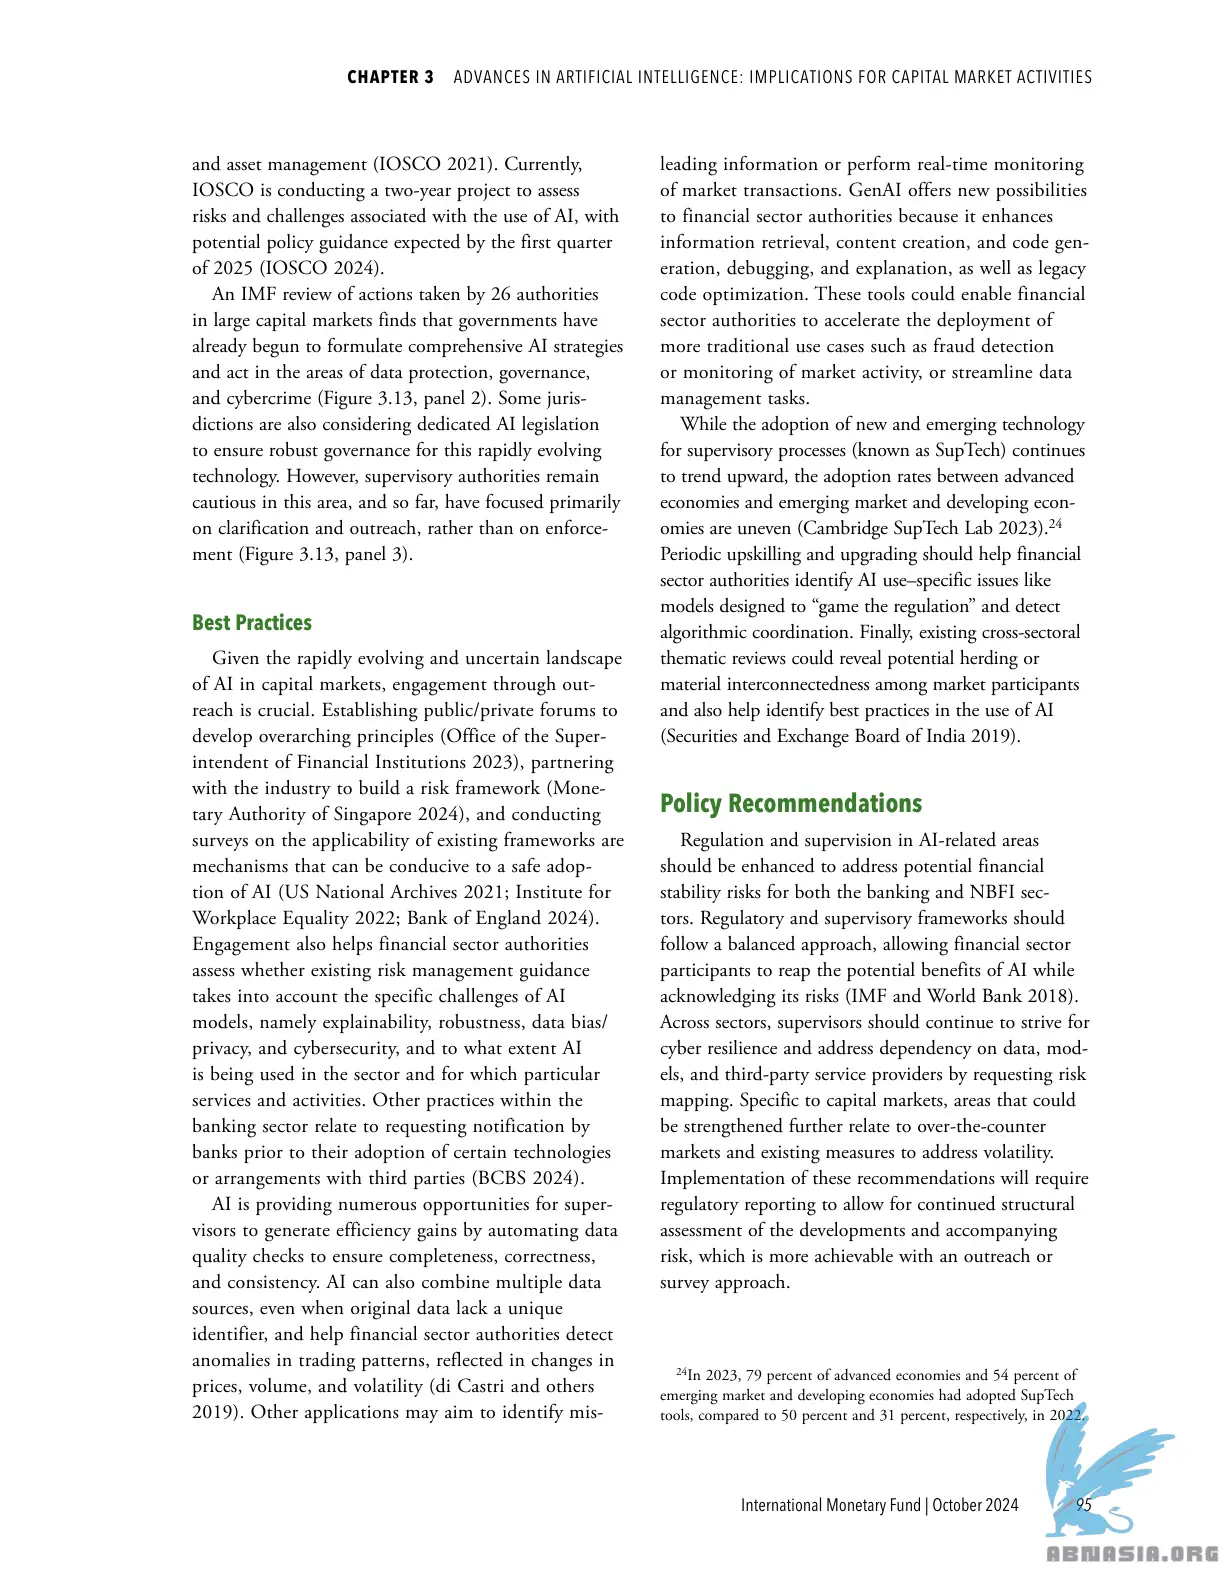 CHAPTER 3 ADVANCES IN ARTIFICIAL INTELLIGENCE: IMPLICATIONS FOR CAPITAL MARKET ACTIVITIES
and asset management (IOSCO 2021). Currently,
IOSCO is conducting a two-year project to assess
risks and challenges associated with the use of AI, with
potential policy guidance expected by the first quarter
of 2025 (IOSCO 2024).
An IMF review of actions taken by 26 authorities
in large capital markets finds that governments have
already begun to formulate comprehensive AI strategies
and act in the areas of data protection, governance,
and cybercrime (Figure 3.13, panel 2). Some juris-
dictions are also considering dedicated AI legislation
to ensure robust governance for this rapidly evolving
technology. However, supervisory authorities remain
cautious in this area, and so far, have focused primarily
on clarification and outreach, rather than on enforce-
ment (Figure 3.13, panel 3).
Best Practices
Given the rapidly evolving and uncertain landscape
of AI in capital markets, engagement through out-
reach is crucial. Establishing public/private forums to
develop overarching principles (Office of the Super-
intendent of Financial Institutions 2023), partnering
with the industry to build a risk framework (Mone-
tary Authority of Singapore 2024), and conducting
surveys on the applicability of existing frameworks are
mechanisms that can be conducive to a safe adop-
tion of AI (US National Archives 2021; Institute for
Workplace Equality 2022; Bank of England 2024).
Engagement also helps financial sector authorities
assess whether existing risk management guidance
takes into account the specific challenges of AI
models, namely explainability, robustness, data bias/
privacy, and cybersecurity, and to what extent AI
is being used in the sector and for which particular
services and activities. Other practices within the
banking sector relate to requesting notification by
banks prior to their adoption of certain technologies
or arrangements with third parties (BCBS 2024).
AI is providing numerous opportunities for super-
visors to generate efficiency gains by automating data
quality checks to ensure completeness, correctness,
and consistency. AI can also combine multiple data
sources, even when original data lack a unique
identifier, and help financial sector authorities detect
anomalies in trading patterns, reflected in changes in
prices, volume, and volatility (di Castri and others
2019). Other applications may aim to identify mis-
leading information or perform real-time monitoring
of market transactions. GenAI offers new possibilities
to financial sector authorities because it enhances
information retrieval, content creation, and code gen-
eration, debugging, and explanation, as well as legacy
code optimization. These tools could enable financial
sector authorities to accelerate the deployment of
more traditional use cases such as fraud detection
or monitoring of market activity, or streamline data
management tasks.
While the adoption of new and emerging technology
for supervisory processes (known as SupTech) continues
to trend upward, the adoption rates between advanced
economies and emerging market and developing econ-
omies are uneven (Cambridge SupTech Lab 2023).24
Periodic upskilling and upgrading should help financial
sector authorities identify AI use–specific issues like
models designed to “game the regulation” and detect
algorithmic coordination. Finally, existing cross-sectoral
thematic reviews could reveal potential herding or
material interconnectedness among market participants
and also help identify best practices in the use of AI
(Securities and Exchange Board of India 2019).
Policy Recommendations
Regulation and supervision in AI-related areas
should be enhanced to address potential financial
stability risks for both the banking and NBFI sec-
tors. Regulatory and supervisory frameworks should
follow a balanced approach, allowing financial sector
participants to reap the potential benefits of AI while
acknowledging its risks (IMF and World Bank 2018).
Across sectors, supervisors should continue to strive for
cyber resilience and address dependency on data, mod-
els, and third-party service providers by requesting risk
mapping. Specific to capital markets, areas that could
be strengthened further relate to over-the-counter
markets and existing measures to address volatility.
Implementation of these recommendations will require
regulatory reporting to allow for continued structural
assessment of the developments and accompanying
risk, which is more achievable with an outreach or
survey approach.
24In 2023, 79 percent of advanced economies and 54 percent of
emerging market and developing economies had adopted SupTech
tools, compared to 50 percent and 31 percent, respectively, in 2022.
International Monetary Fund | October 2024 95
ABNASIA.ORG